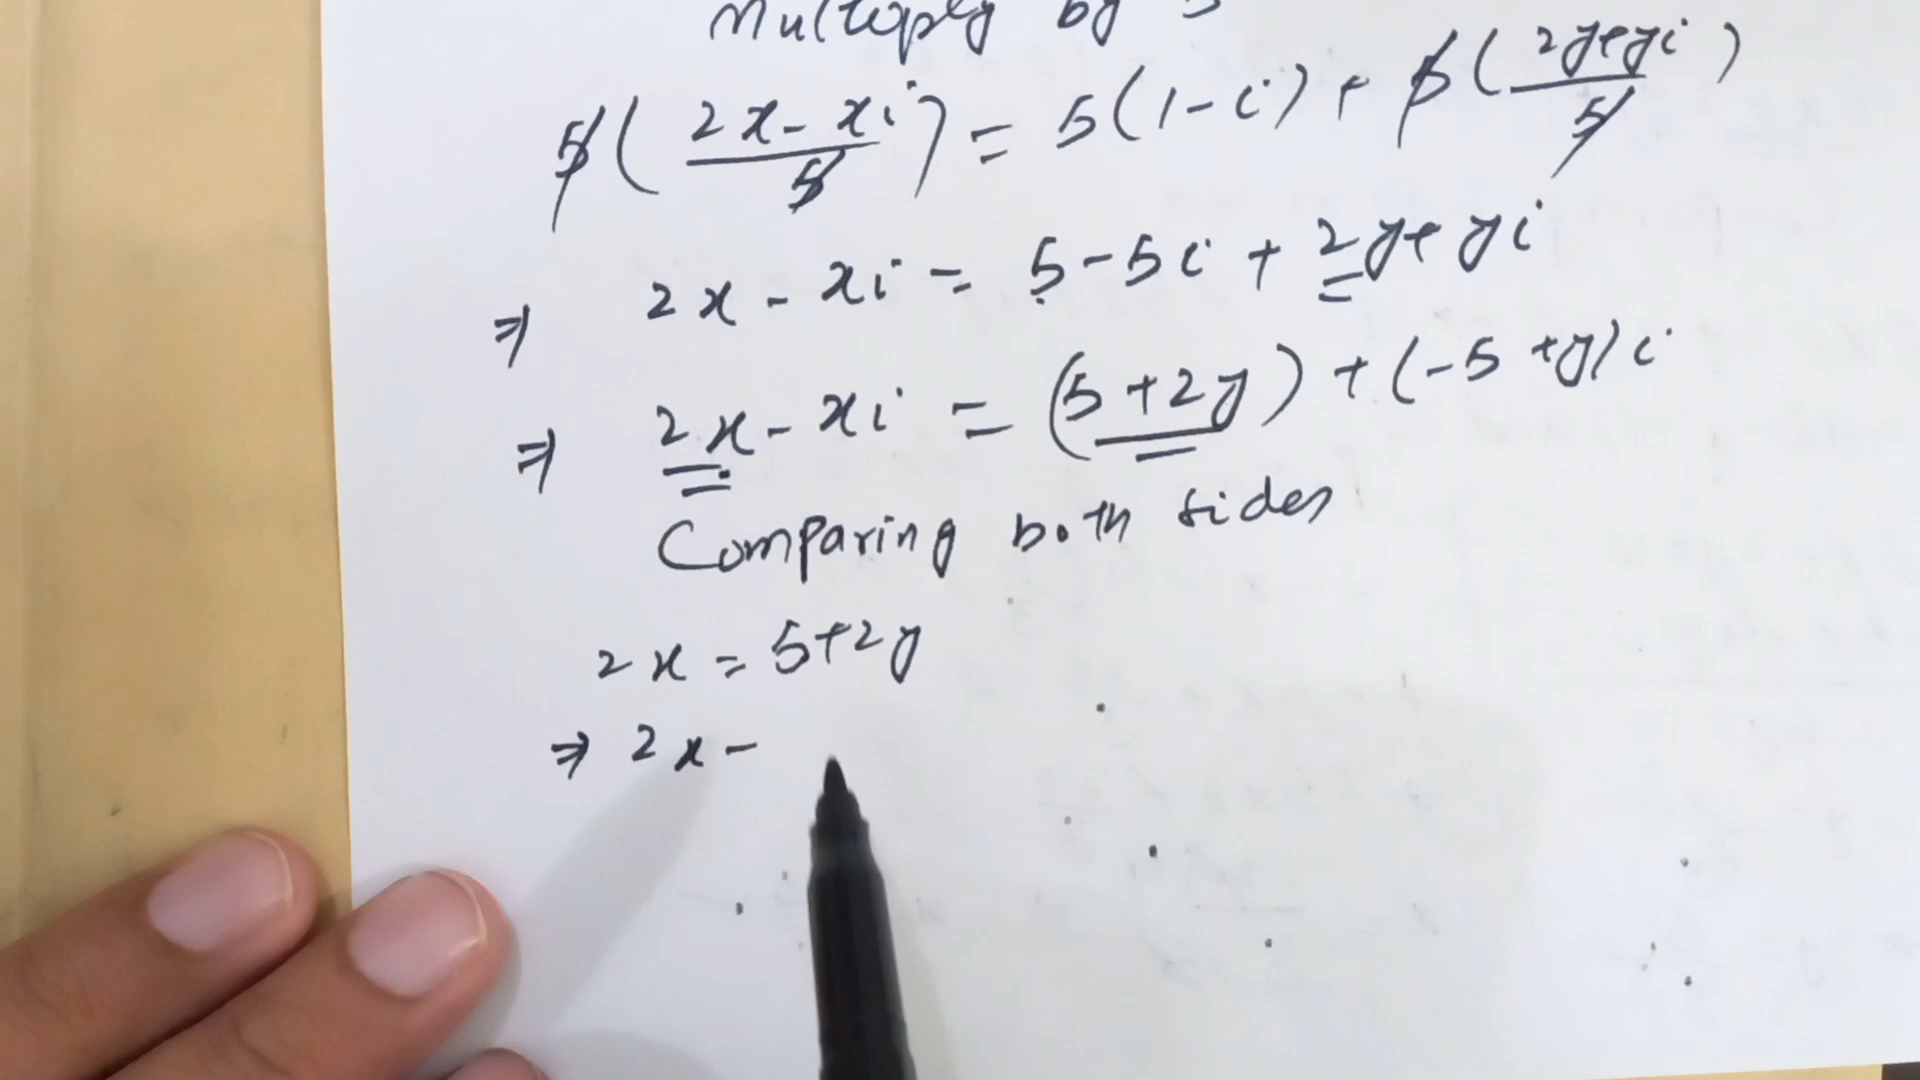 Multiply by 5
5( 2x - xi / 5 ) = 5(1 - i) + 5( 2y + yi / 5 )
⇒ 2x - xi = 5 - 5i + 2y + yi
⇒ 2x - xi = (5 + 2y) + (-5 + y)i
Comparing both sides
2x = 5+2y
⇒ 2x -